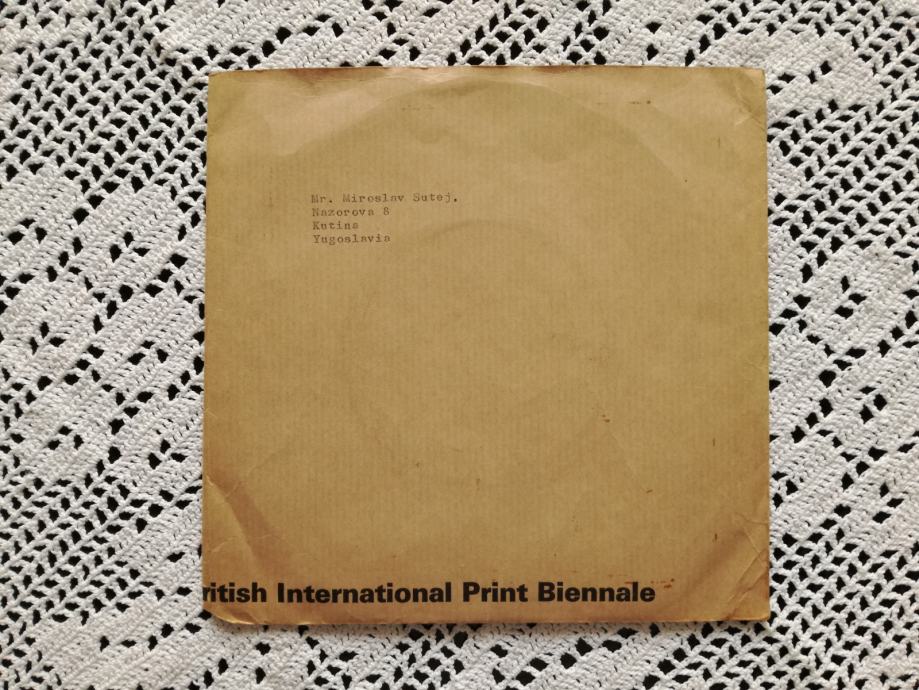 Mr. Miroslav Sutej.
Nazorova 8
Kutina
Yugoslavia
ritish International Print Biennale